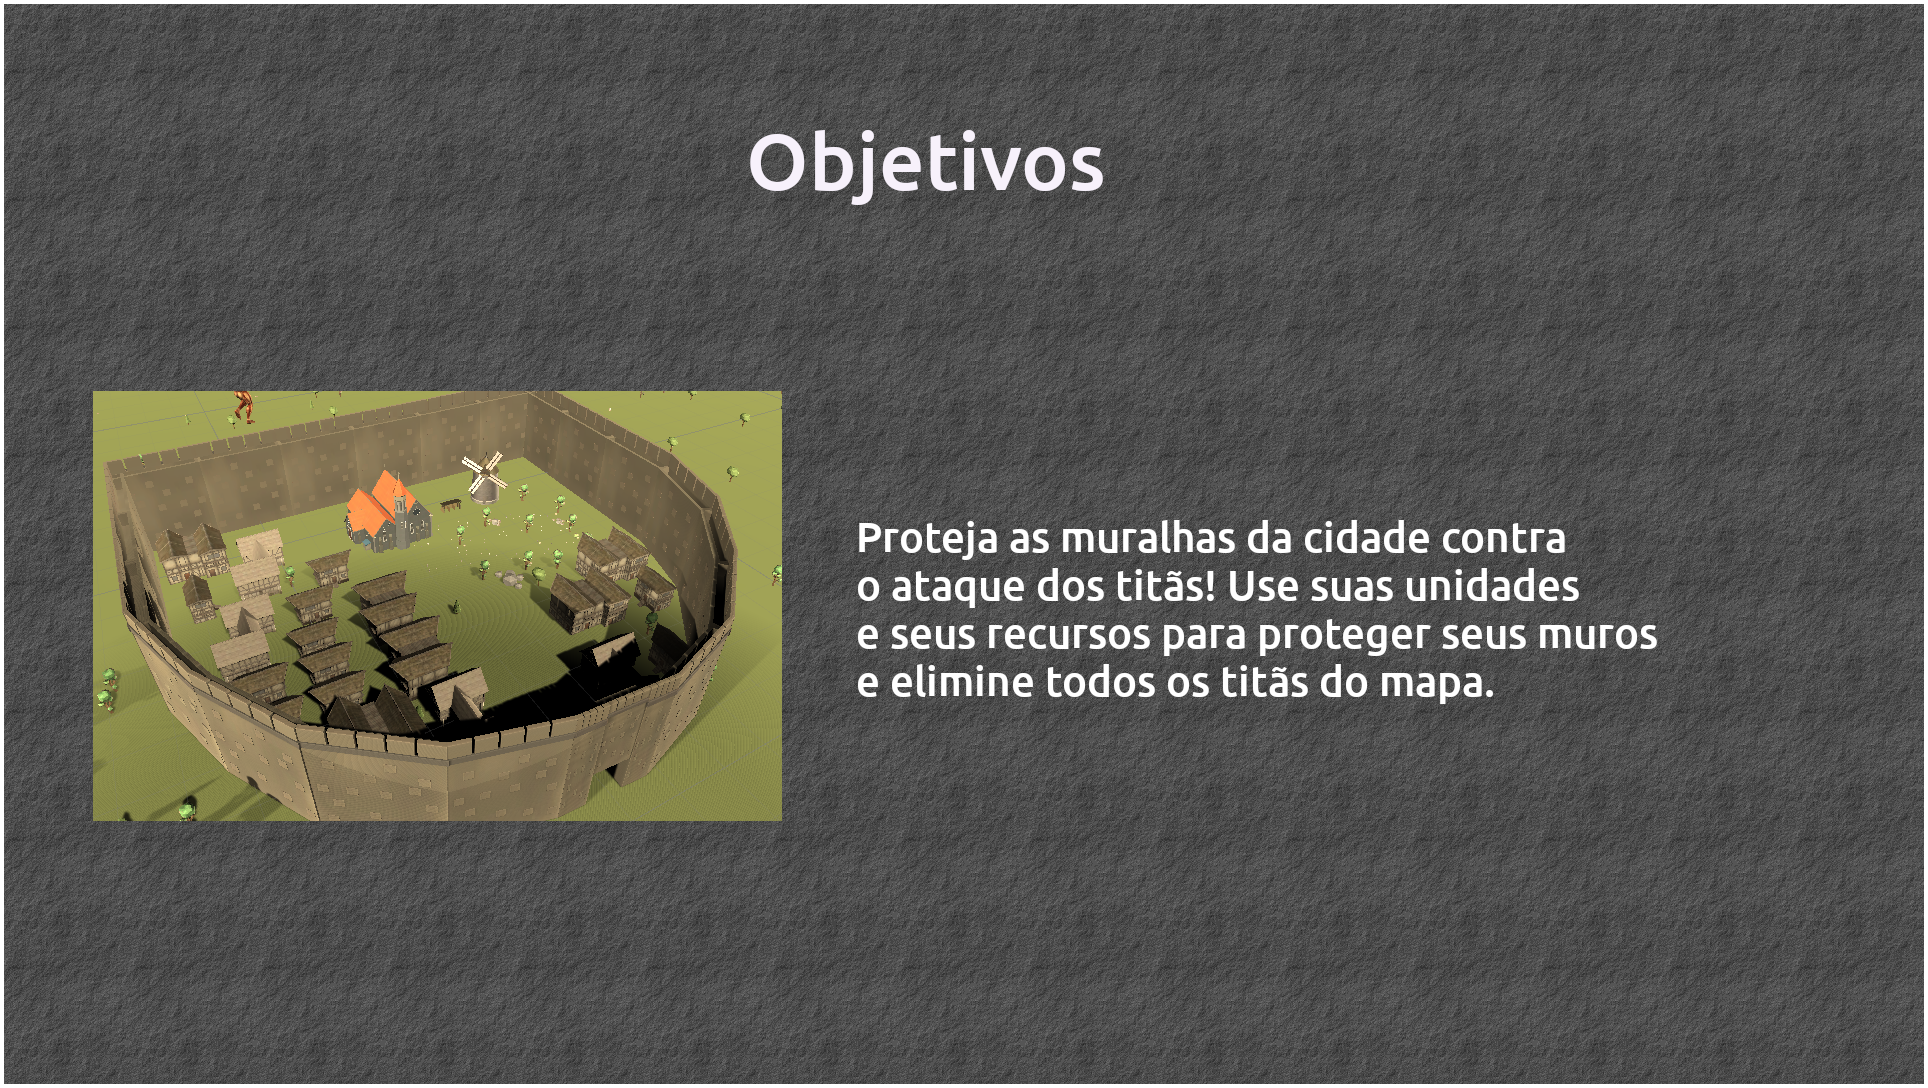 Objetivos
Proteja as muralhas da cidade contra
o ataque dos titãs! Use suas unidades
e seus recursos para proteger seus muros
e elimine todos os titãs do mapa.